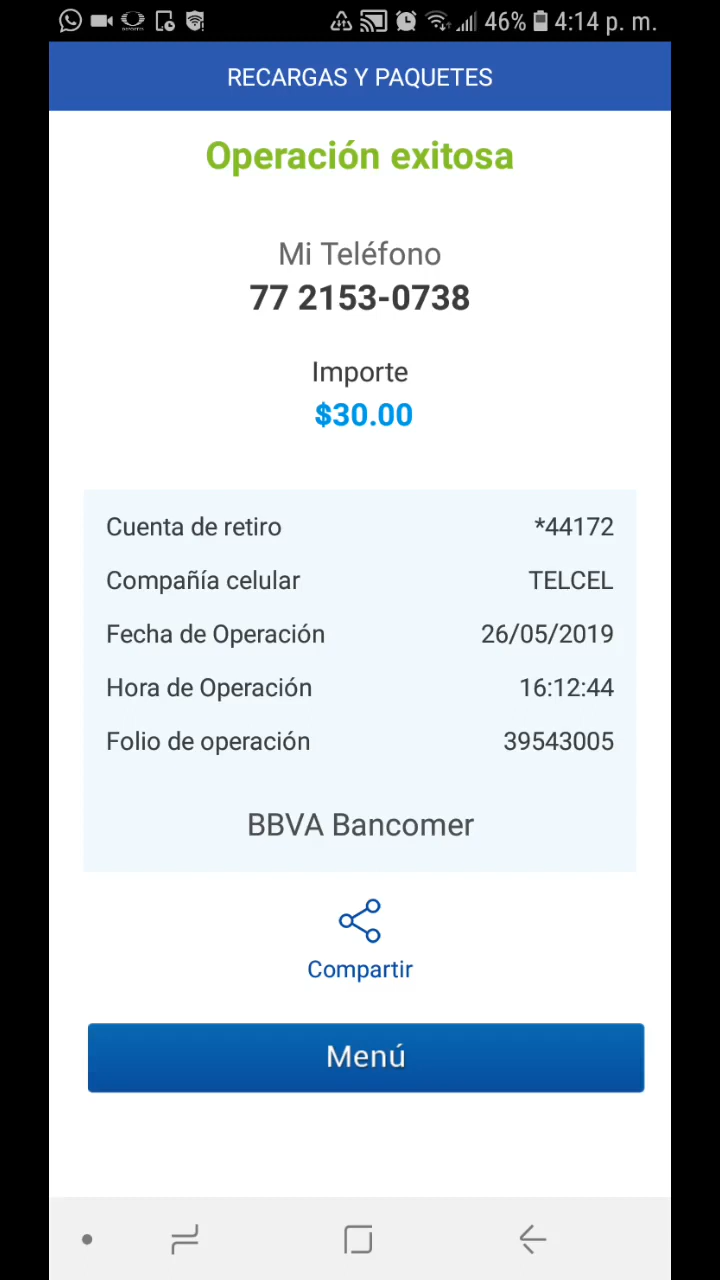 46% 4:14 p. m.
RECARGAS Y PAQUETES
Operación exitosa
Mi Teléfono
77 2153-0738
Importe
$30.00
Cuenta de retiro *44172
Compañía celular TELCEL
Fecha de Operación 26/05/2019
Hora de Operación 16:12:44
Folio de operación 39543005
BBVA Bancomer
Compartir
Menú